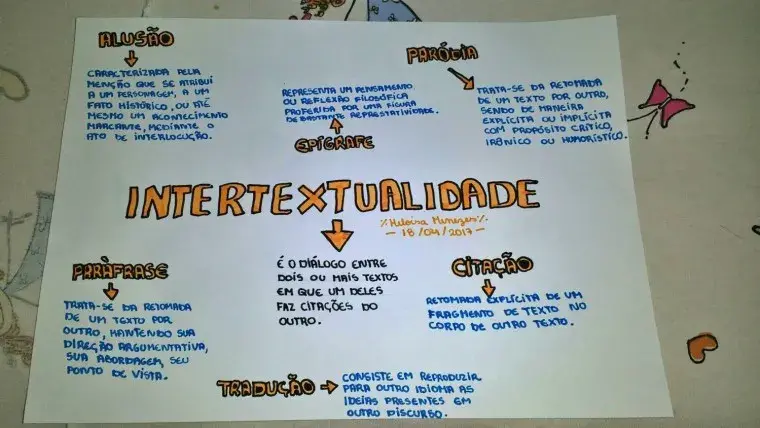 ALUSÃO
CARACTERIZADA PELA
MENÇÃO QUE SE ATRIBUI
A UM PERSONAGEM, A UM
FATO HISTÓRICO, OU ATÉ
MESMO UM ACONTECIMENTO
MARCANTE, MEDIANTE O
ATO DE INTERLOCUÇÃO.
REPRESENTA UM PENSAMENTO
OU REFLEXÃO FILOSÓFICA
PROFERIDA POR UMA FIGURA
DE BASTANTE REPRESTATIVIDADE.
EPÍGRAFE
PARÓDIA
TRATA-SE DA RETOMADA
DE UM TEXTO POR OUTRO,
SENDO DE MANEIRA
EXPLÍCITA OU IMPLÍCITA
COM PROPÓSITO CRÍTICO,
IRÔNICO OU HUMORÍSTICO.
INTERTEXTUALIDADE
Heloisa Menezes
- 18/04/2017 -
É O DIÁLOGO ENTRE
DOIS OU MAIS TEXTOS
EM QUE UM DELES
FAZ CITAÇÕES DO
OUTRO.
PARÀFRASE
TRATA-SE DA RETOMADA
DE UM TEXTO POR
OUTRO, MANTENDO SUA
DIREÇÃO ARGUMENTATIVA,
SUA ABORDAGEM, SEU
PONTO DE VISTA.
CITAÇÃO
RETOMADA EXPLÍCITA DE UM
FRAGMENTO DE TEXTO NO
CORPO DE OUTRO TEXTO.
TRADUÇÃO
CONSISTE EM REPRODUZIR
PARA OUTRO IDIOMA AS
IDEIAS PRESENTES EM
OUTRO DISCURSO.